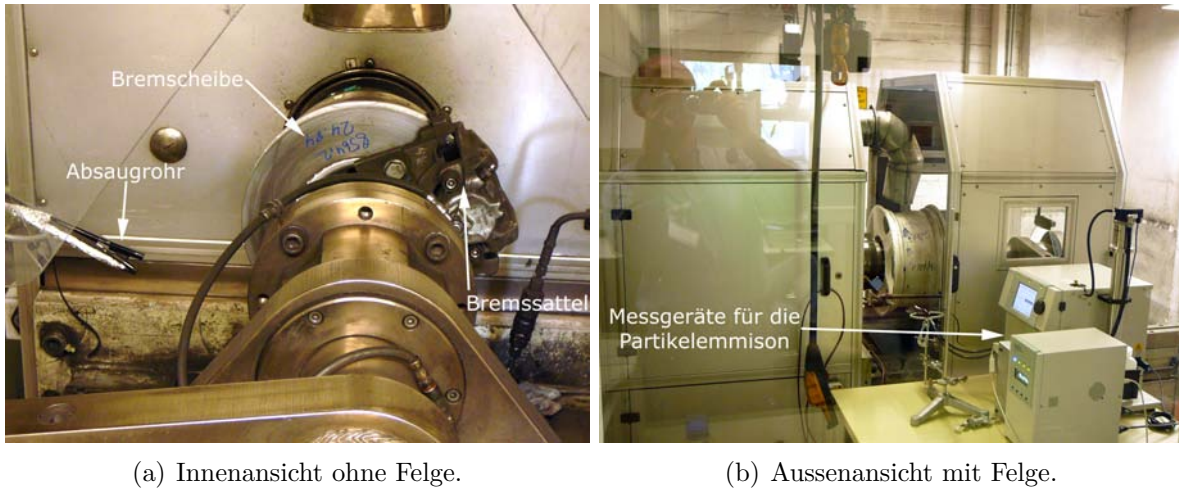 Bremscheibe
Absaugrohr
Bremssattel
Messgeräte für die
Partikelemmison
(a) Innenansicht ohne Felge.
(b) Aussenansicht mit Felge.